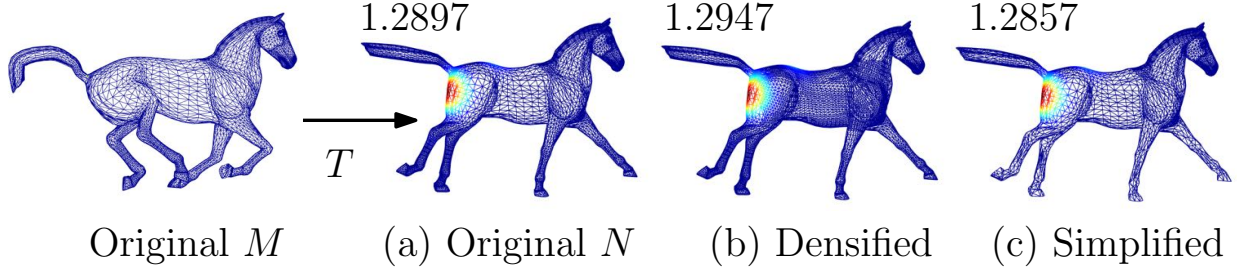 1.2897 1.2947 1.2857
T
Original M (a) Original N (b) Densified (c) Simplified